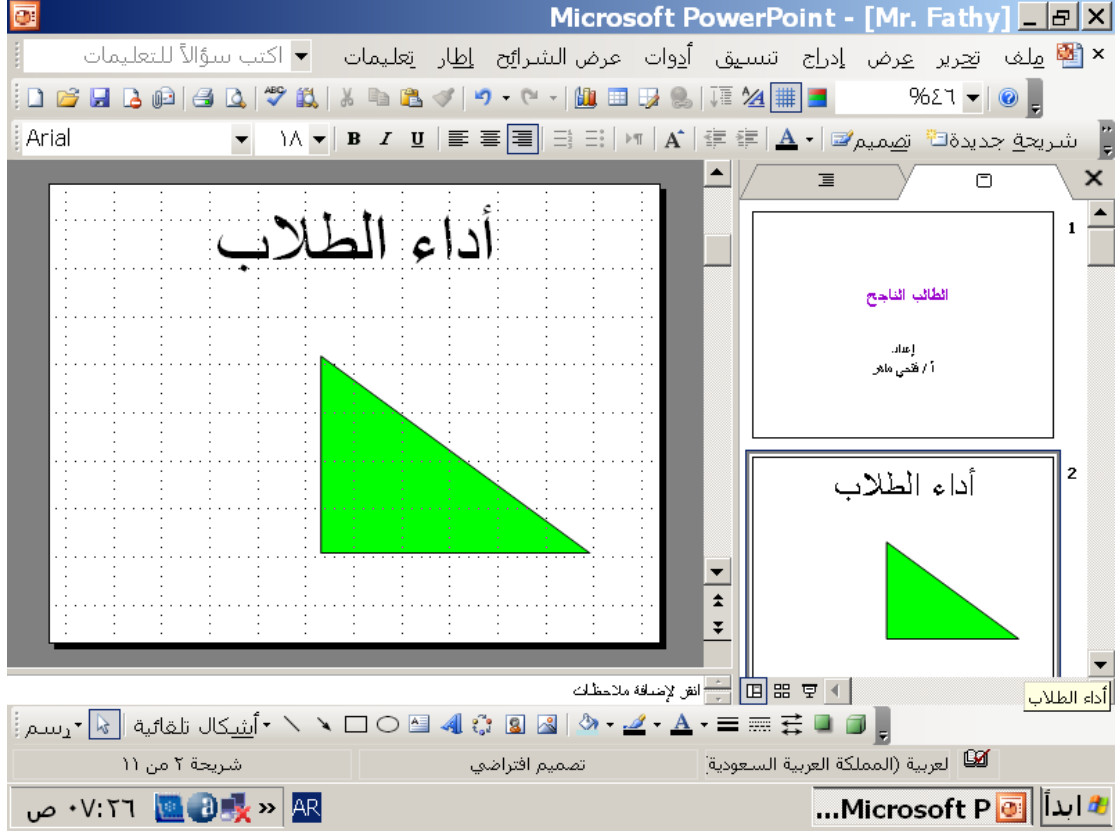 Microsoft PowerPoint - [Mr. Fathy]
ملف تحرير عرض إدراج تنسيق أدوات عرض الشرائح إطار تعليمات اكتب سؤالاً للتعليمات
%٤٦
شريحة جديدة تصميم A B I U ١٨ Arial
أداء الطلاب
1
الطالب الناجح
إعداد
أ / فتحي ماهر
2
أداء الطلاب
انقر لإضافة ملاحظات
أداء الطلاب
رسم أشكال تلقائية
لعربية (المملكة العربية السعودية) تصميم افتراضي شريحة ٢ من ١١
ابدأ Microsoft P... AR « ٠٧:٢٦ ص